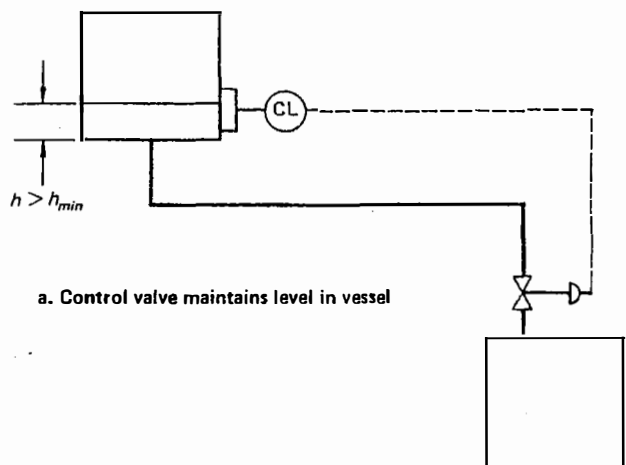 CL
h > h_min
a. Control valve maintains level in vessel